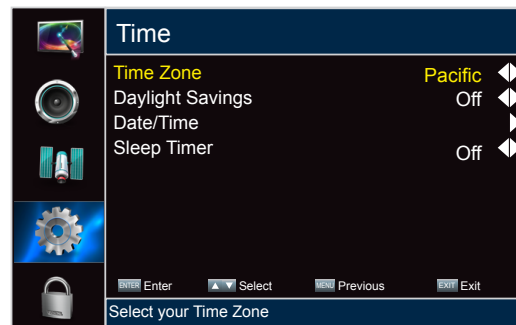 Time
Time Zone Pacific
Daylight Savings Off
Date/Time
Sleep Timer Off
ENTER Enter Select MENU Previous EXIT Exit
Select your Time Zone